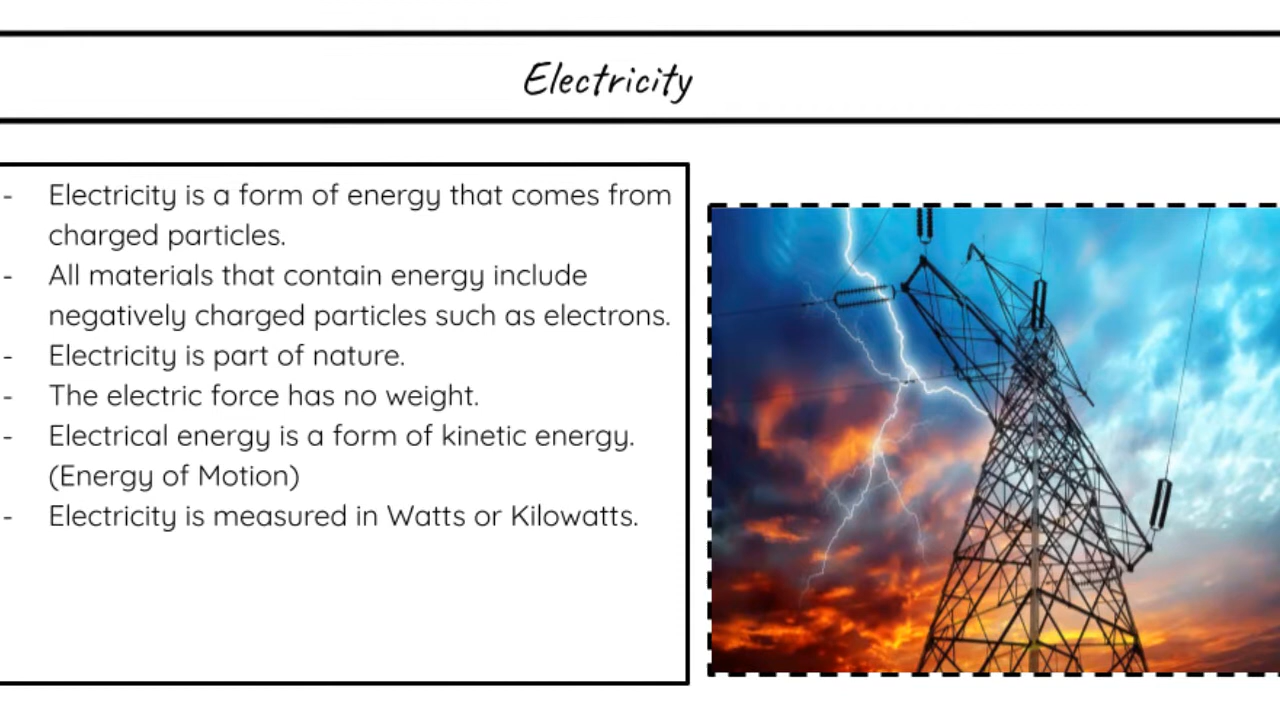 Electricity
- Electricity is a form of energy that comes from
charged particles.
- All materials that contain energy include
negatively charged particles such as electrons.
- Electricity is part of nature.
- The electric force has no weight.
- Electrical energy is a form of kinetic energy.
(Energy of Motion)
- Electricity is measured in Watts or Kilowatts.